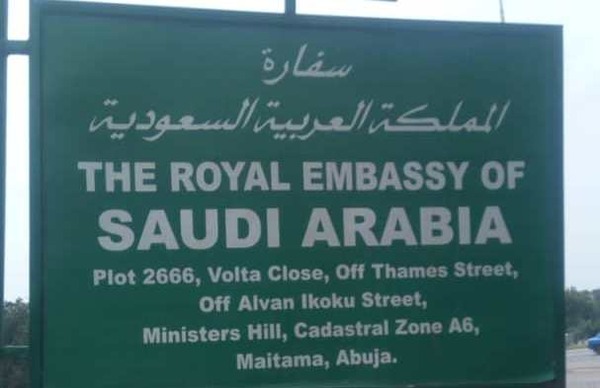 سفارة
المملكة العربية السعودية
THE ROYAL EMBASSY OF
SAUDI ARABIA
Plot 2666, Volta Close, Off Thames Street,
Off Alvan Ikoku Street,
Ministers Hill, Cadastral Zone A6,
Maitama, Abuja.